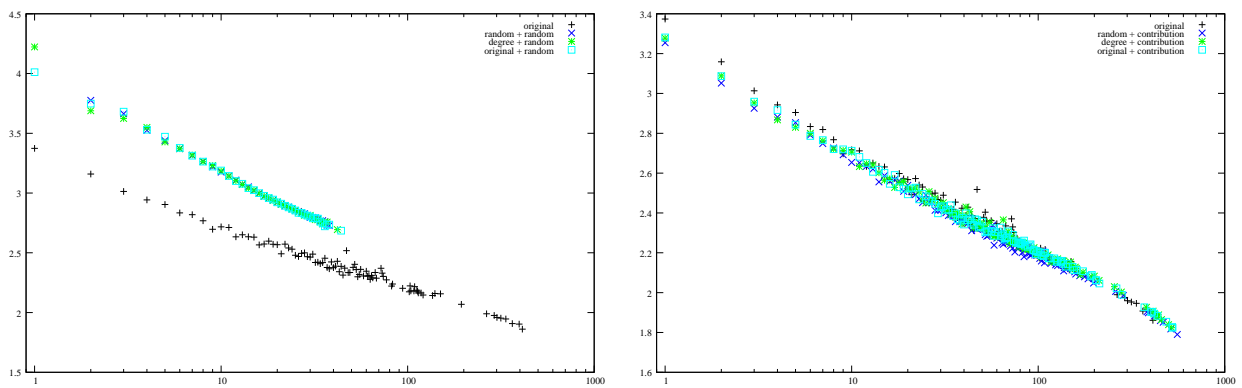 4.5
4
3.5
3
2.5
2
1.5
1 10 100 1000
original
random + random
degree + random
original + random
3.4
3.2
3
2.8
2.6
2.4
2.2
2
1.8
1.6
1 10 100 1000
original
random + contribution
degree + contribution
original + contribution